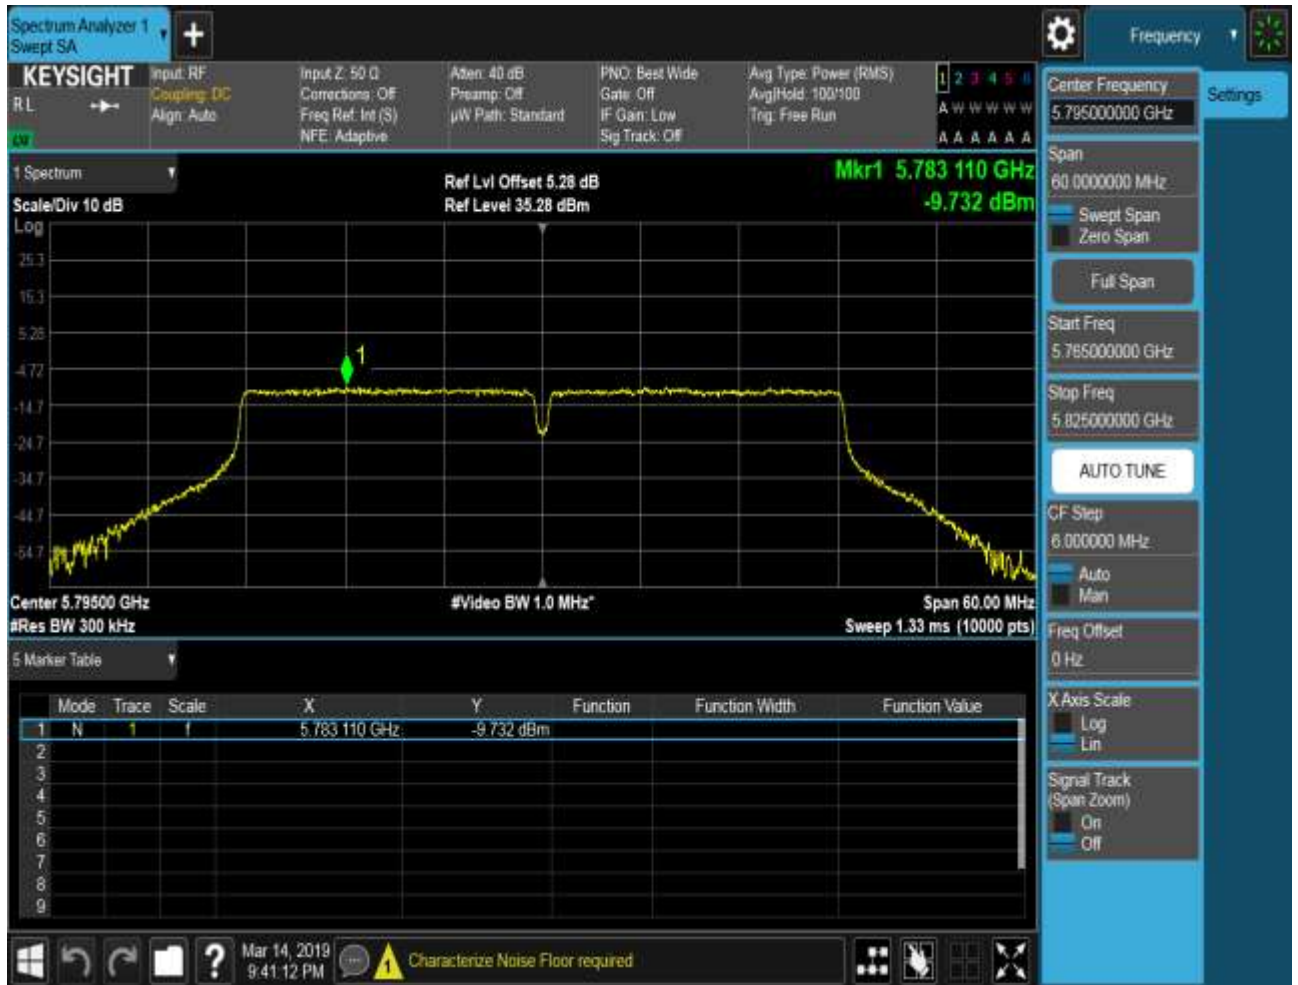 Spectrum Analyzer 1
Swept SA
Frequency
KEYSIGHT
R L
Input: RF
Coupling: DC
Align: Auto
Input Z: 50 Ω
Corrections: Off
Freq Ref: Int (S)
NFE: Adaptive
Atten: 40 dB
Preamp: Off
µW Path: Standard
PNO: Best Wide
Gate: Off
IF Gain: Low
Sig Track: Off
Avg Type: Power (RMS)
Avg|Hold: 100/100
Trig: Free Run
1 2 3 4 5 6
A W W W W W
A A A A A A
1 Spectrum
Scale/Div 10 dB
Ref Lvl Offset 5.28 dB
Ref Level 35.28 dBm
Mkr1 5.783 110 GHz
-9.732 dBm
Log
25.3
15.3
5.28
-4.72
-14.7
-24.7
-34.7
-44.7
-54.7
1
Center 5.79500 GHz
#Res BW 300 kHz
#Video BW 1.0 MHz*
Span 60.00 MHz
Sweep 1.33 ms (10000 pts)
5 Marker Table
Mode Trace Scale X Y Function Function Width Function Value
1 N 1 f 5.783 110 GHz -9.732 dBm
2
3
4
5
6
7
8
9
Mar 14, 2019
9:41:12 PM
?
1
Characterize Noise Floor required
Center Frequency
5.795000000 GHz
Settings
Span
60.0000000 MHz
Swept Span
Zero Span
Full Span
Start Freq
5.765000000 GHz
Stop Freq
5.825000000 GHz
AUTO TUNE
CF Step
6.000000 MHz
Auto
Man
Freq Offset
0 Hz
X Axis Scale
Log
Lin
Signal Track
(Span Zoom)
On
Off